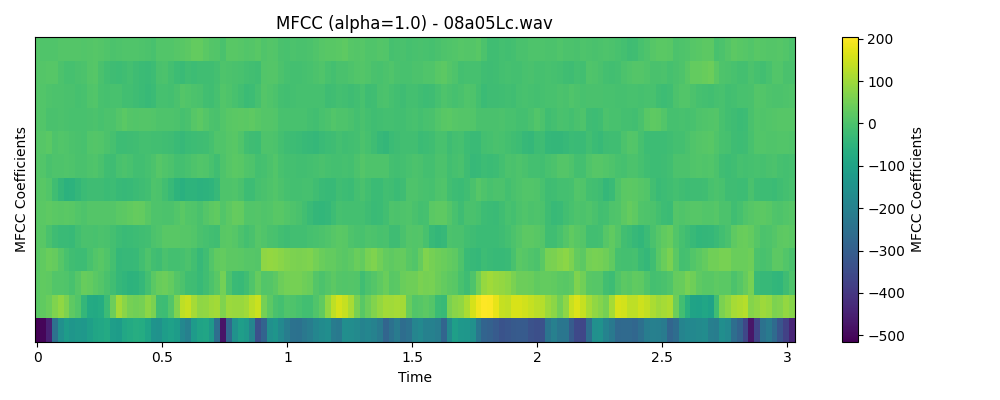 MFCC (alpha=1.0) - 08a05Lc.wav
MFCC Coefficients
0 0.5 1 1.5 2 2.5 3
Time
200
100
0
−100
−200
−300
−400
−500
MFCC Coefficients